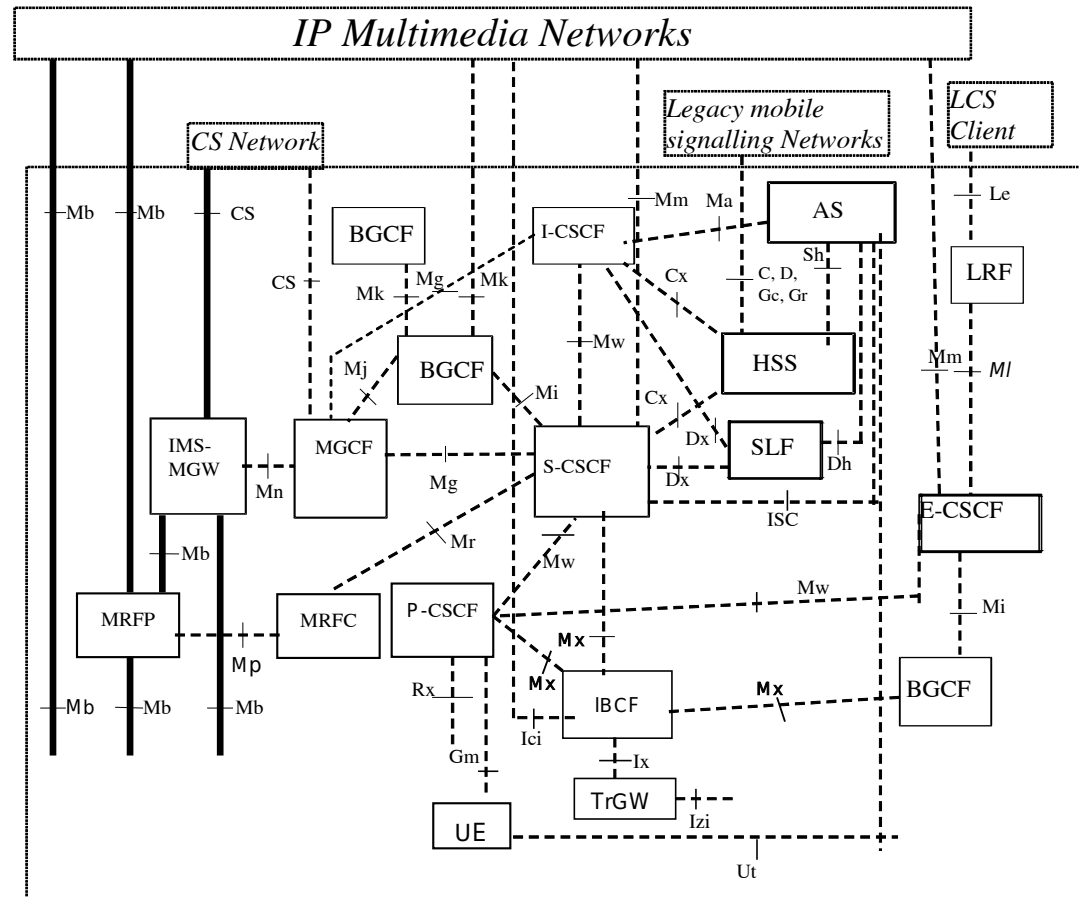 IP Multimedia Networks
Legacy mobile
signalling Networks
LCS
Client
CS Network
Mb
Mb
CS
Mm
Ma
AS
Le
BGCF
I-CSCF
Sh
CS
Mk
Mg
Mk
Cx
C, D,
Gc, Gr
LRF
Mw
Mj
BGCF
Mi
HSS
Mm
Ml
Cx
IMS-
MGW
MGCF
S-CSCF
Dx
SLF
Dh
Mn
Mg
Dx
ISC
E-CSCF
Mb
Mr
Mw
Mw
Mi
MRFP
MRFC
P-CSCF
Mp
Mx
Mx
Mx
BGCF
Rx
IBCF
Mb
Mb
Mb
Ici
Gm
Ix
TrGW
Izi
UE
Ut